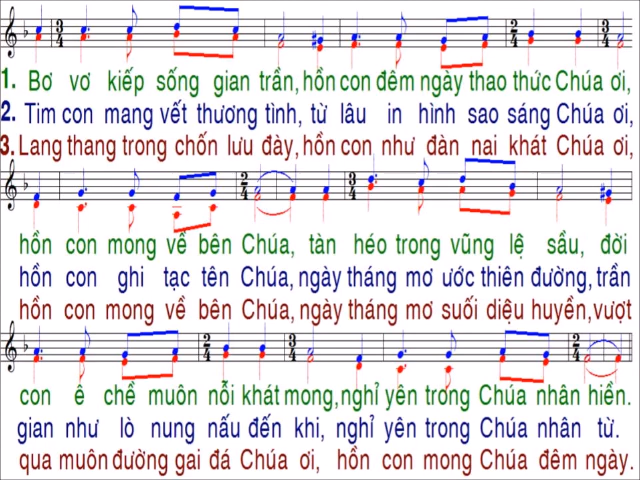 1. Bơ vơ kiếp sống gian trần, hồn con đêm ngày thao thức Chúa ơi,
2. Tim con mang vết thương tình, từ lâu in hình sao sáng Chúa ơi,
3. Lang thang trong chốn lưu đày, hồn con như đàn nai khát Chúa ơi,
hồn con mong về bên Chúa, tàn héo trong vũng lệ sầu, đời
hồn con ghi tạc tên Chúa, ngày tháng mơ ước thiên đường, trần
hồn con mong về bên Chúa, ngày tháng mơ suối diệu huyền, vượt
con ê chề muôn nỗi khát mong, nghỉ yên trong Chúa nhân hiền.
gian như lò nung nấu đến khi, nghỉ yên trong Chúa nhân từ.
qua muôn đường gai đá Chúa ơi, hồn con mong Chúa đêm ngày.